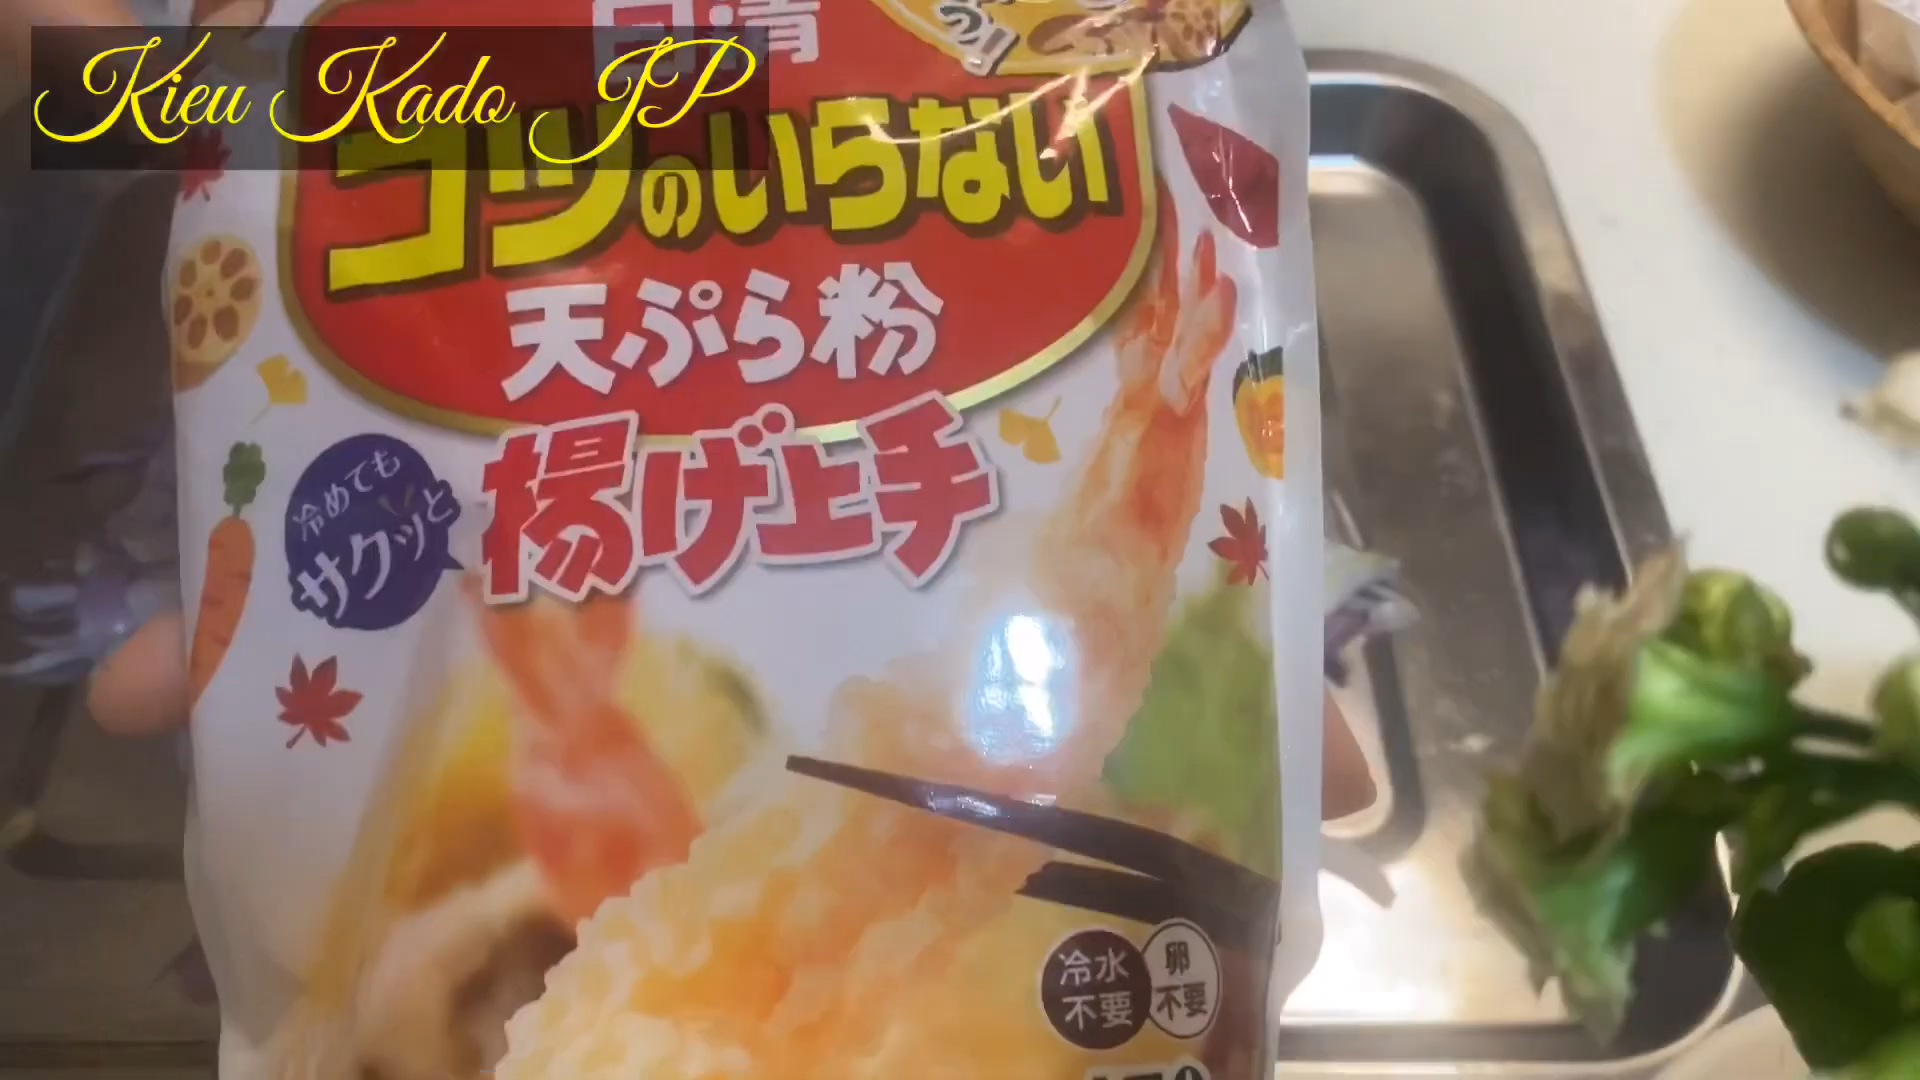 Kieu Kado JP
日清
コツのいらない
天ぷら粉
揚げ上手
冷めても
サクッと
冷水
不要
卵
不要